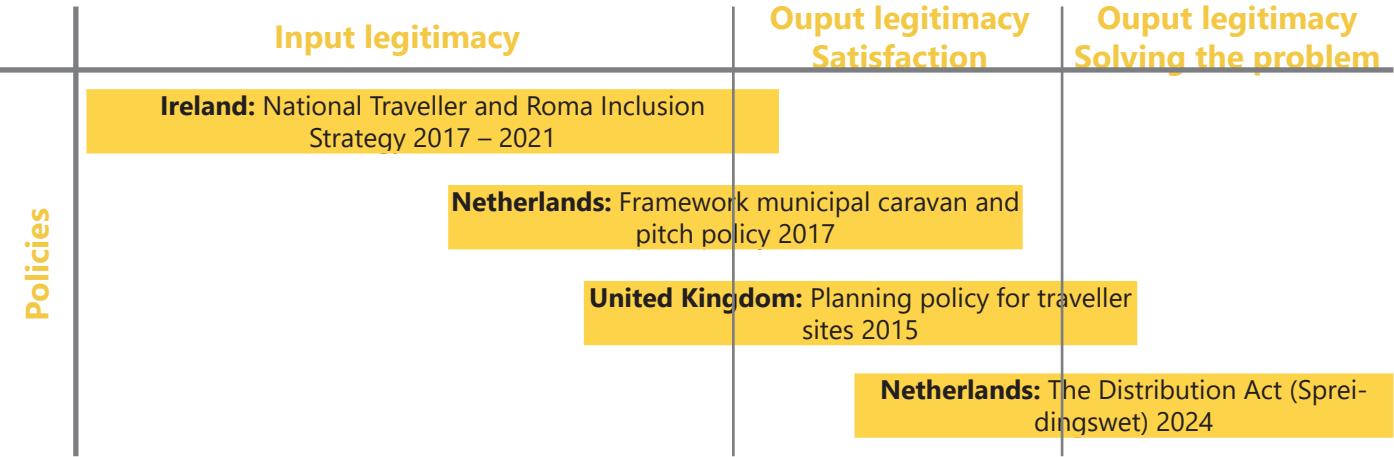 Input legitimacy
Ouput legitimacy
Satisfaction
Ouput legitimacy
Solving the problem
Policies
Ireland: National Traveller and Roma Inclusion
Strategy 2017 – 2021
Netherlands: Framework municipal caravan and
pitch policy 2017
United Kingdom: Planning policy for traveller
sites 2015
Netherlands: The Distribution Act (Sprei-
dingswet) 2024